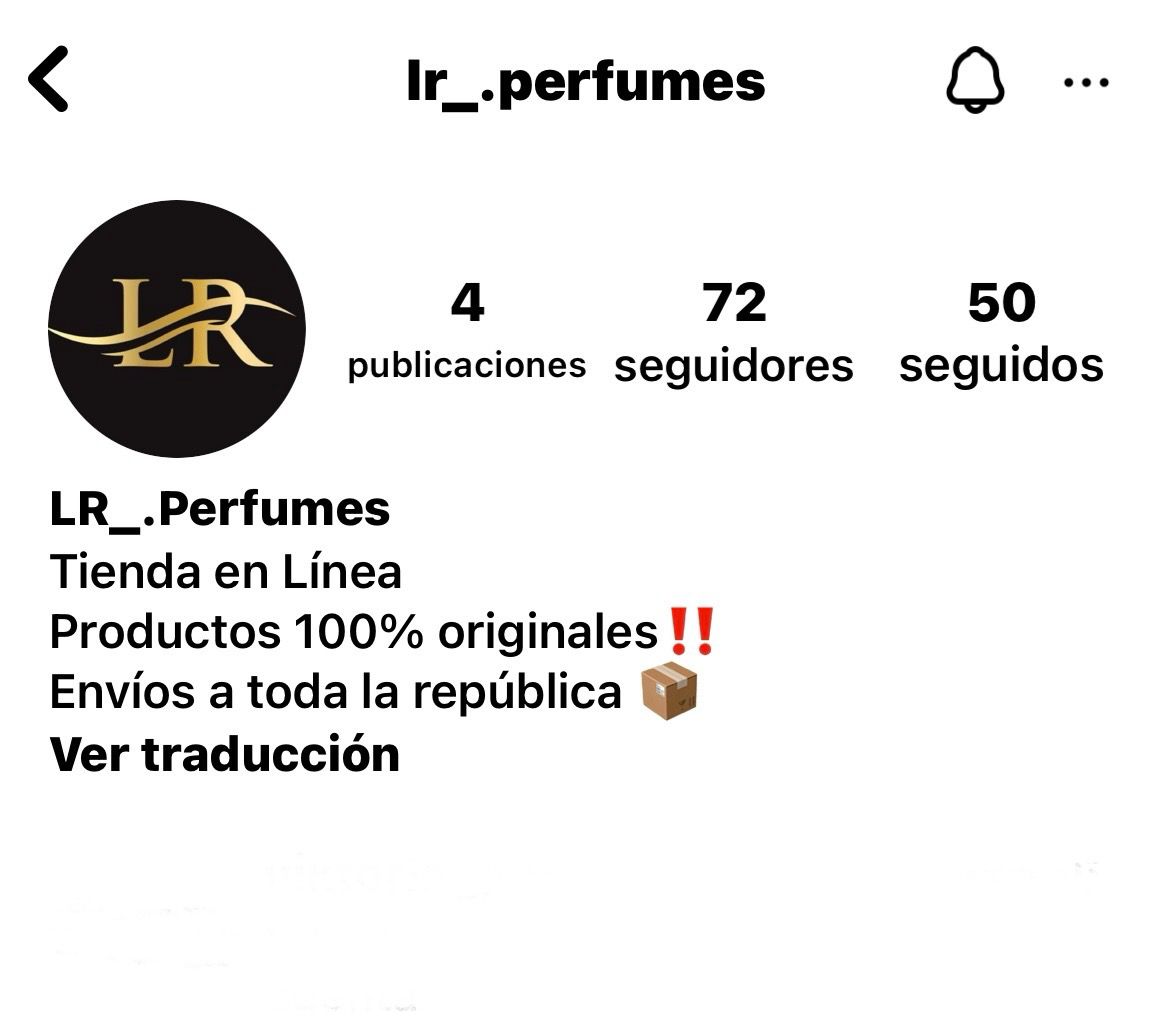 lr_.perfumes
LR
4 72 50
publicaciones seguidores seguidos
LR_.Perfumes
Tienda en Línea
Productos 100% originales‼️
Envíos a toda la república 📦
Ver traducción